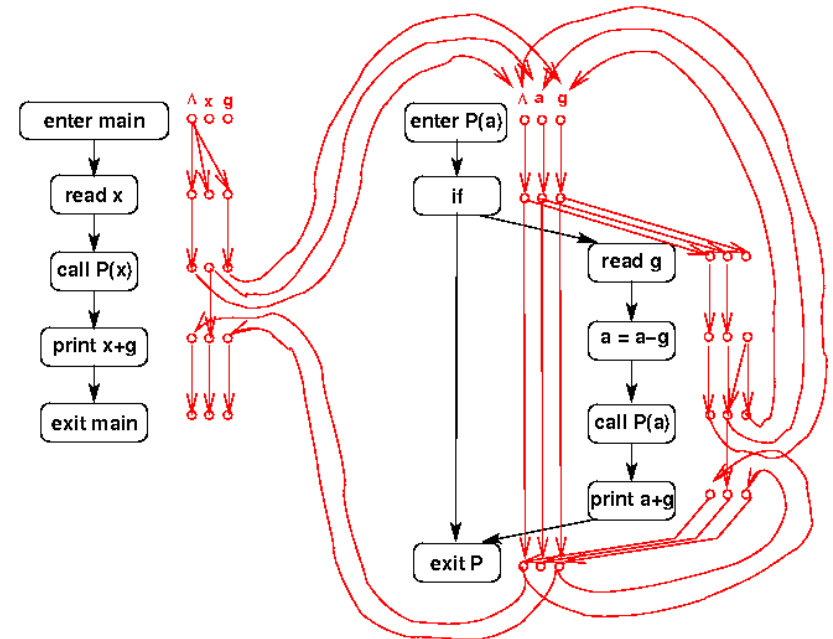 Λ x g
enter main
read x
call P(x)
print x+g
exit main
Λ a g
enter P(a)
if
read g
a = a−g
call P(a)
print a+g
exit P